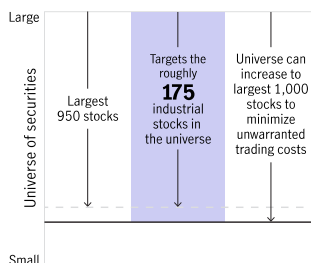 Large
Universe of securities
Largest
950 stocks
Targets the
roughly
175
industrial
stocks in
the universe
Universe can
increase to
largest 1,000
stocks to
minimize
unwarranted
trading costs
Small